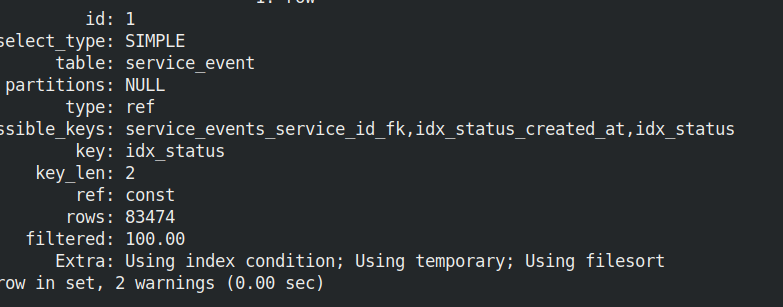 1. row
id: 1
select_type: SIMPLE
table: service_event
partitions: NULL
type: ref
ssible_keys: service_events_service_id_fk,idx_status_created_at,idx_status
key: idx_status
key_len: 2
ref: const
rows: 83474
filtered: 100.00
Extra: Using index condition; Using temporary; Using filesort
row in set, 2 warnings (0.00 sec)